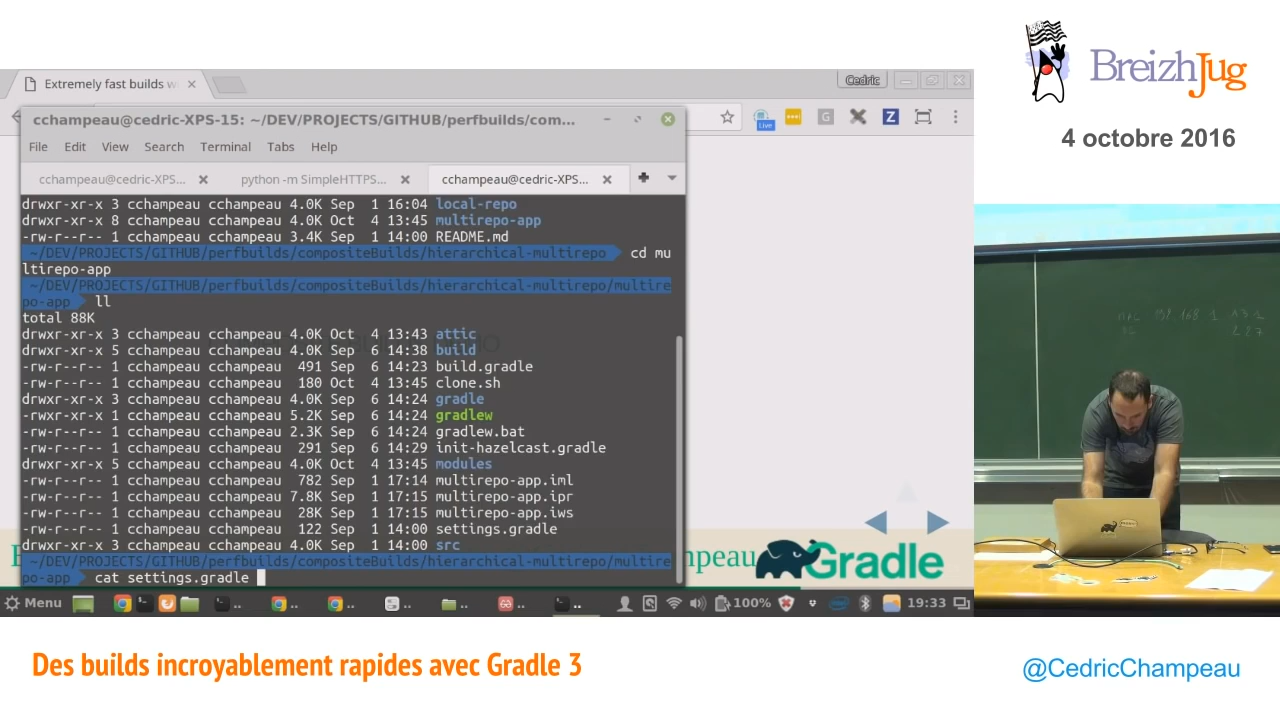 BreizhJug
4 octobre 2016
Extremely fast builds w
Cedric
Live
cchampeau@cedric-XPS-15: ~/DEV/PROJECTS/GITHUB/perfbuilds/com...
File Edit View Search Terminal Tabs Help
cchampeau@cedric-XPS... python -m SimpleHTTPS... cchampeau@cedric-XPS...
drwxr-xr-x 3 cchampeau cchampeau 4.0K Sep 1 16:04 local-repo
drwxr-xr-x 8 cchampeau cchampeau 4.0K Oct 4 13:45 multirepo-app
-rw-r--r-- 1 cchampeau cchampeau 3.4K Sep 1 14:00 README.md
~/DEV/PROJECTS/GITHUB/perfbuilds/compositeBuilds/hierarchical-multirepo cd mu
ltirepo-app
~/DEV/PROJECTS/GITHUB/perfbuilds/compositeBuilds/hierarchical-multirepo/multire
po-app ll
total 88K
drwxr-xr-x 3 cchampeau cchampeau 4.0K Oct 4 13:43 attic
drwxr-xr-x 5 cchampeau cchampeau 4.0K Sep 6 14:38 build
-rw-r--r-- 1 cchampeau cchampeau 491 Sep 6 14:23 build.gradle
-rw-r--r-- 1 cchampeau cchampeau 180 Oct 4 13:45 clone.sh
drwxr-xr-x 3 cchampeau cchampeau 4.0K Sep 6 14:24 gradle
-rwxr-xr-x 1 cchampeau cchampeau 5.2K Sep 6 14:24 gradlew
-rw-r--r-- 1 cchampeau cchampeau 2.3K Sep 6 14:24 gradlew.bat
-rw-r--r-- 1 cchampeau cchampeau 291 Sep 6 14:29 init-hazelcast.gradle
drwxr-xr-x 5 cchampeau cchampeau 4.0K Oct 4 13:45 modules
-rw-r--r-- 1 cchampeau cchampeau 782 Sep 1 17:14 multirepo-app.iml
-rw-r--r-- 1 cchampeau cchampeau 7.8K Sep 1 17:15 multirepo-app.ipr
-rw-r--r-- 1 cchampeau cchampeau 28K Sep 1 17:15 multirepo-app.iws
-rw-r--r-- 1 cchampeau cchampeau 122 Sep 1 14:00 settings.gradle
drwxr-xr-x 3 cchampeau cchampeau 4.0K Sep 1 14:00 src
~/DEV/PROJECTS/GITHUB/perfbuilds/compositeBuilds/hierarchical-multirepo/multire
po-app cat settings.gradle
hampeau Gradle
Menu 100% 19:33
Des builds incroyablement rapides avec Gradle 3
@CedricChampeau